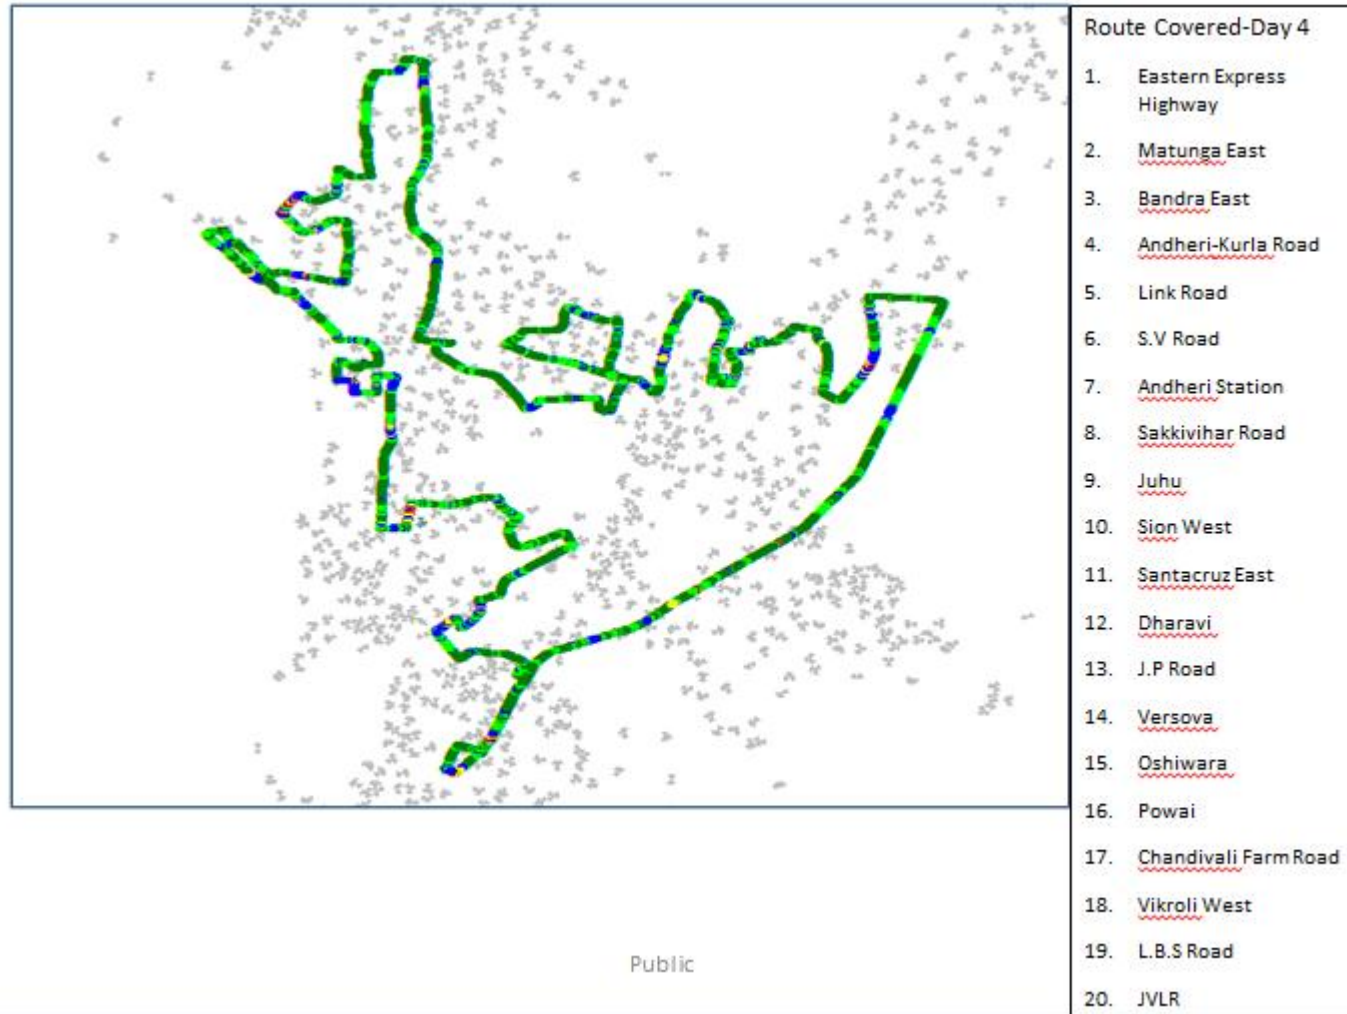 Route Covered-Day 4
1. Eastern Express
Highway
2. Matunga East
3. Bandra East
4. Andheri-Kurla Road
5. Link Road
6. S.V Road
7. Andheri Station
8. Sakkivihar Road
9. Juhu
10. Sion West
11. Santacruz East
12. Dharavi
13. J.P Road
14. Versova
15. Oshiwara
16. Powai
17. Chandivali Farm Road
18. Vikroli West
19. L.B.S Road
20. JVLR
Public